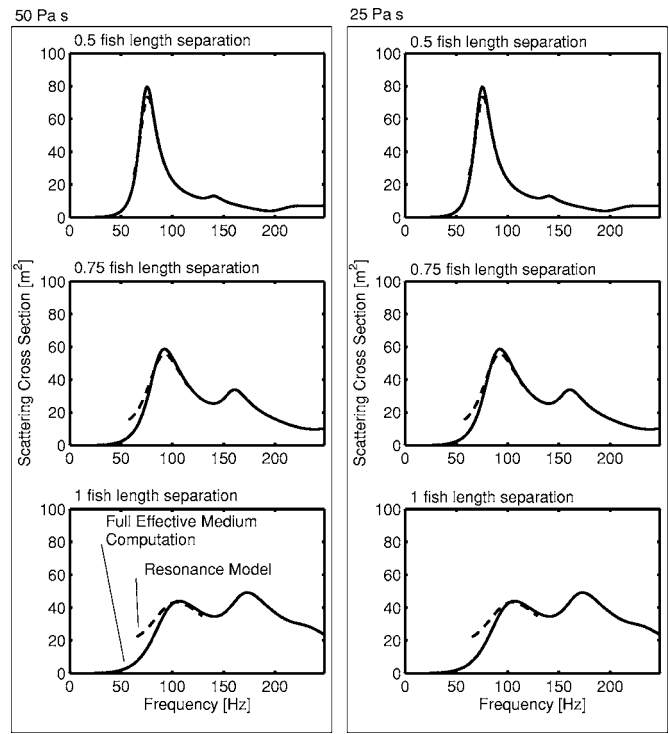 50 Pa s
0.5 fish length separation
100
80
60
40
20
0
0 50 100 150 200
0.75 fish length separation
100
80
60
40
20
0
0 50 100 150 200
Scattering Cross Section [m²]
1 fish length separation
100
80
60
40
20
0
Full Effective Medium
Computation
Resonance Model
0 50 100 150 200
Frequency [Hz]
25 Pa s
0.5 fish length separation
100
80
60
40
20
0
0 50 100 150 200
0.75 fish length separation
100
80
60
40
20
0
0 50 100 150 200
Scattering Cross Section [m²]
1 fish length separation
100
80
60
40
20
0
0 50 100 150 200
Frequency [Hz]